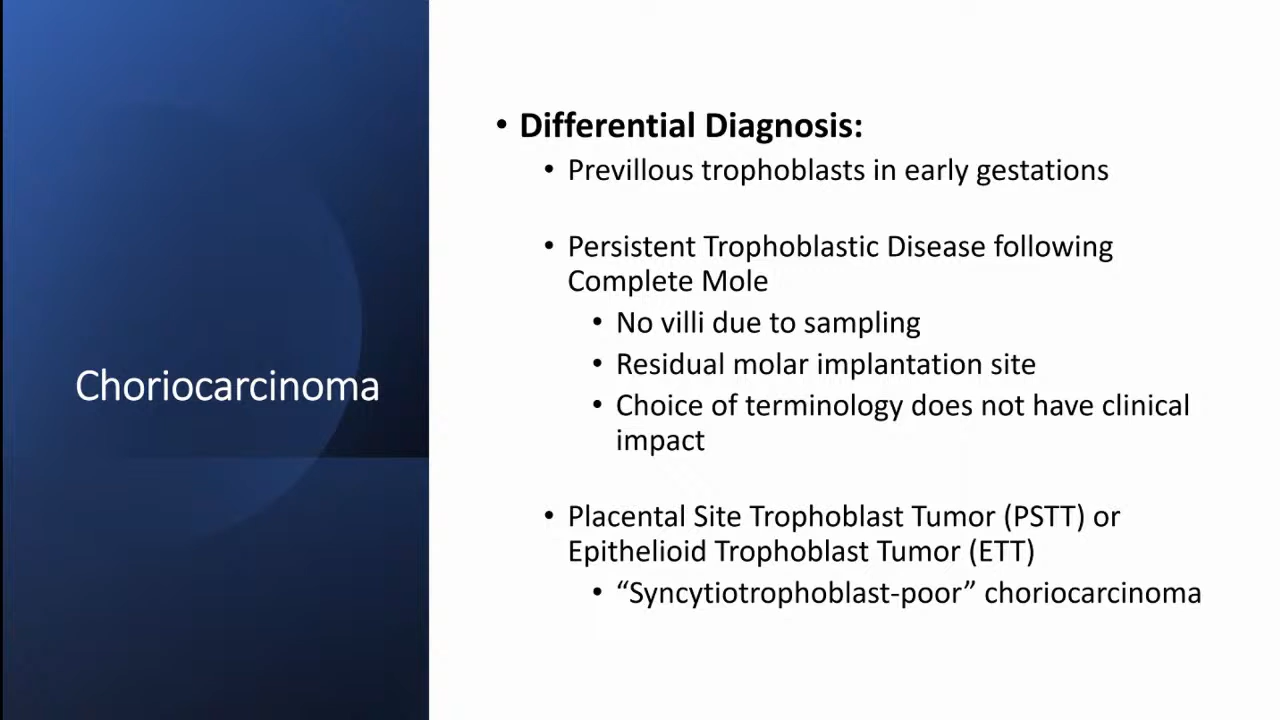 Choriocarcinoma
• Differential Diagnosis:
• Previllous trophoblasts in early gestations
• Persistent Trophoblastic Disease following
Complete Mole
• No villi due to sampling
• Residual molar implantation site
• Choice of terminology does not have clinical
impact
• Placental Site Trophoblast Tumor (PSTT) or
Epithelioid Trophoblast Tumor (ETT)
• “Syncytiotrophoblast-poor” choriocarcinoma